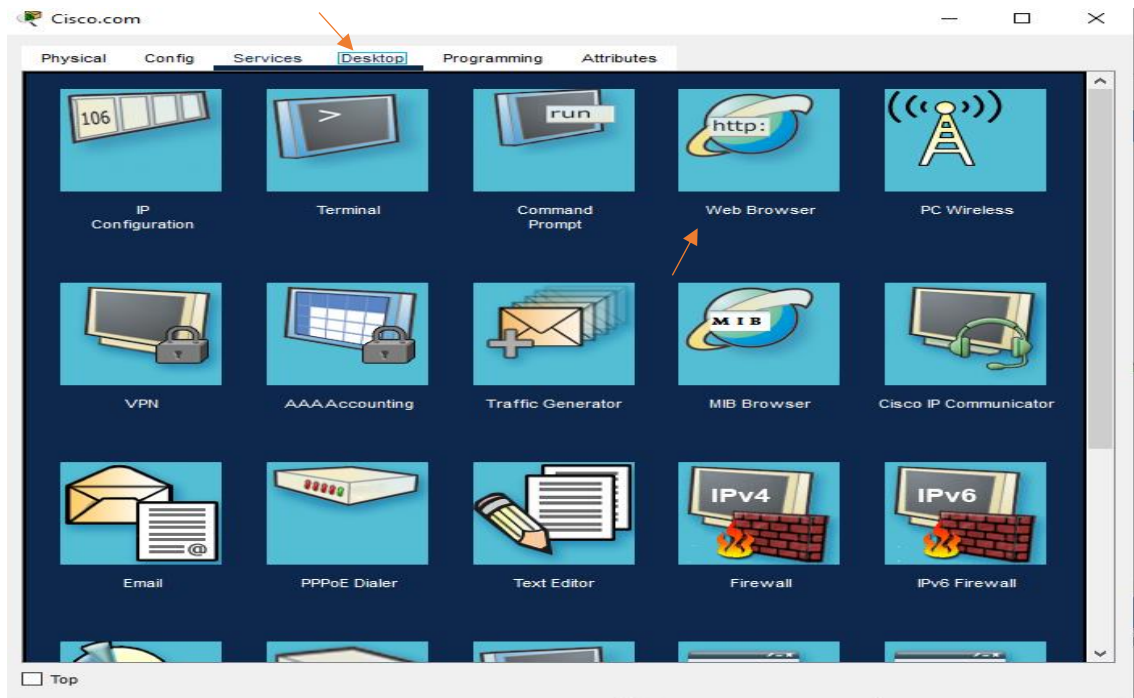 Cisco.com
Physical Config Services Desktop Programming Attributes
106
>
run
http:
IP
Configuration
Terminal
Command
Prompt
Web Browser
PC Wireless
MIB
VPN
AAA Accounting
Traffic Generator
MIB Browser
Cisco IP Communicator
@
IPv4
IPv6
Email
PPPoE Dialer
Text Editor
Firewall
IPv6 Firewall
Top